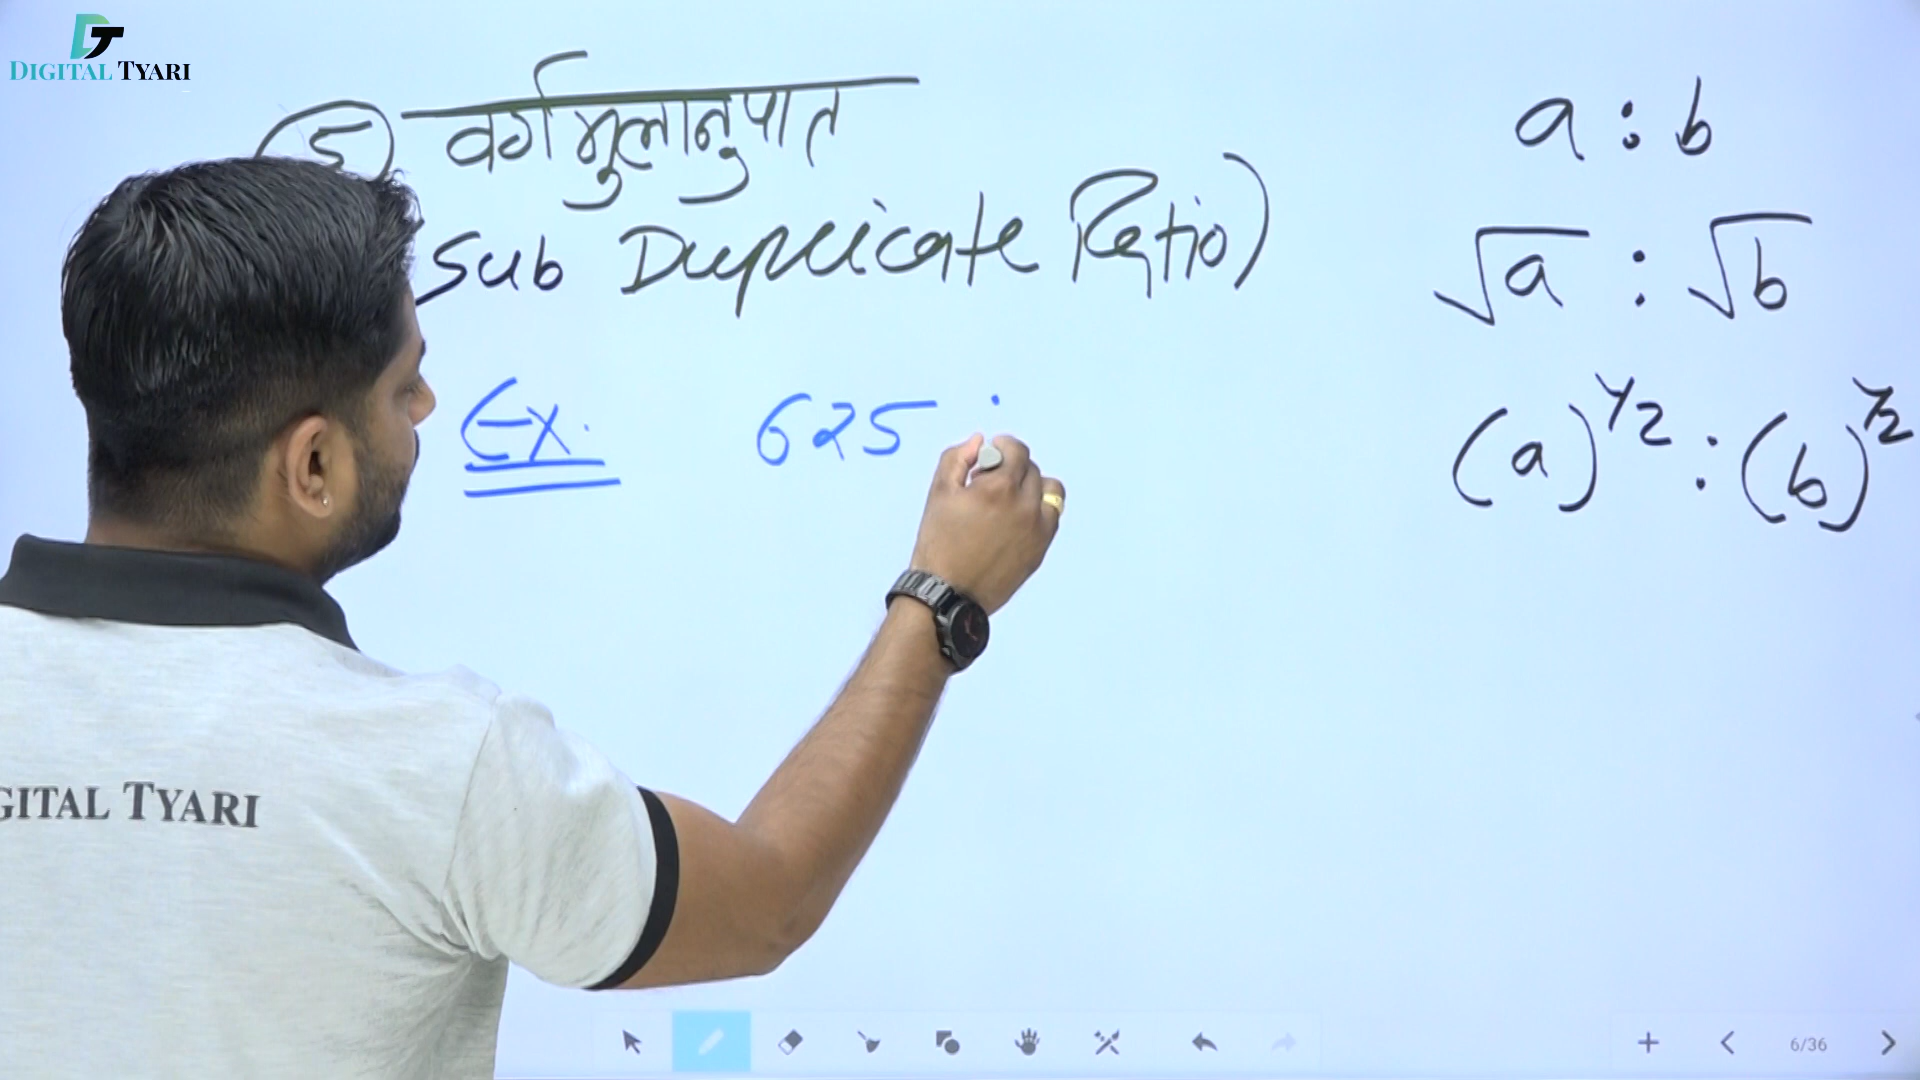 DIGITAL TYARI
5) वर्गमुलानुपात
(Sub Duplicate Ratio)
a : b
√a : √b
(a)^1/2 : (b)^1/2
Ex. 625 :
GITAL TYARI
6/36